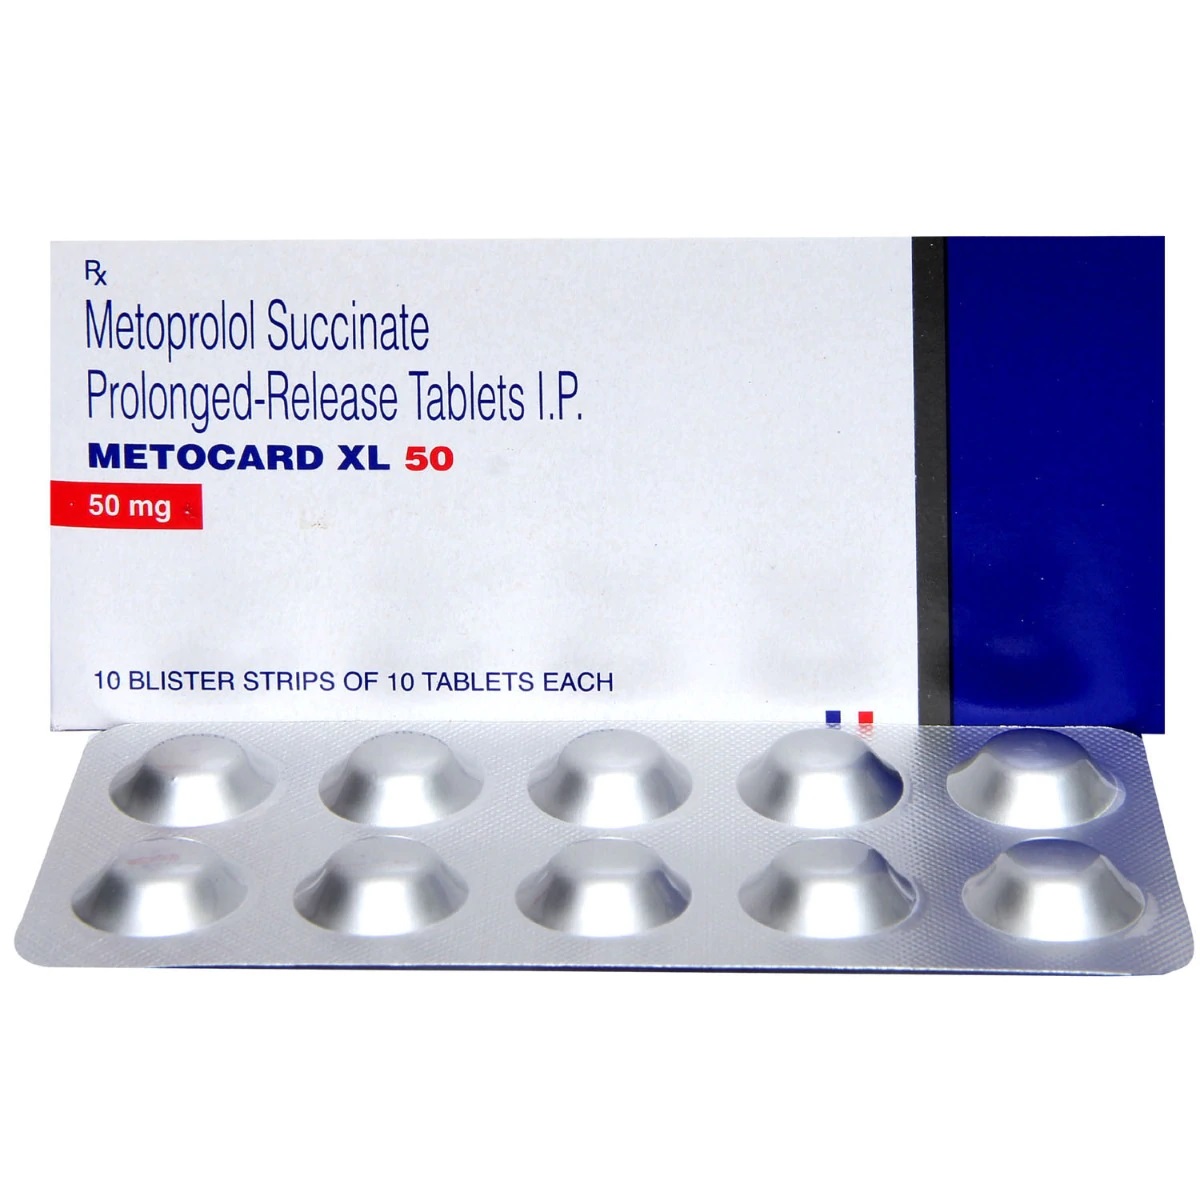 Rx
Metoprolol Succinate
Prolonged-Release Tablets I.P.
METOCARD XL 50
50 mg
10 BLISTER STRIPS OF 10 TABLETS EACH